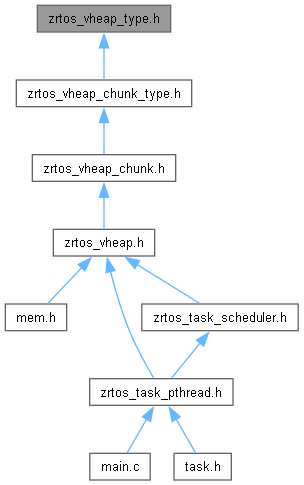 zrtos_vheap_type.h
zrtos_vheap_chunk_type.h
zrtos_vheap_chunk.h
zrtos_vheap.h
mem.h
zrtos_task_scheduler.h
zrtos_task_pthread.h
main.c
task.h